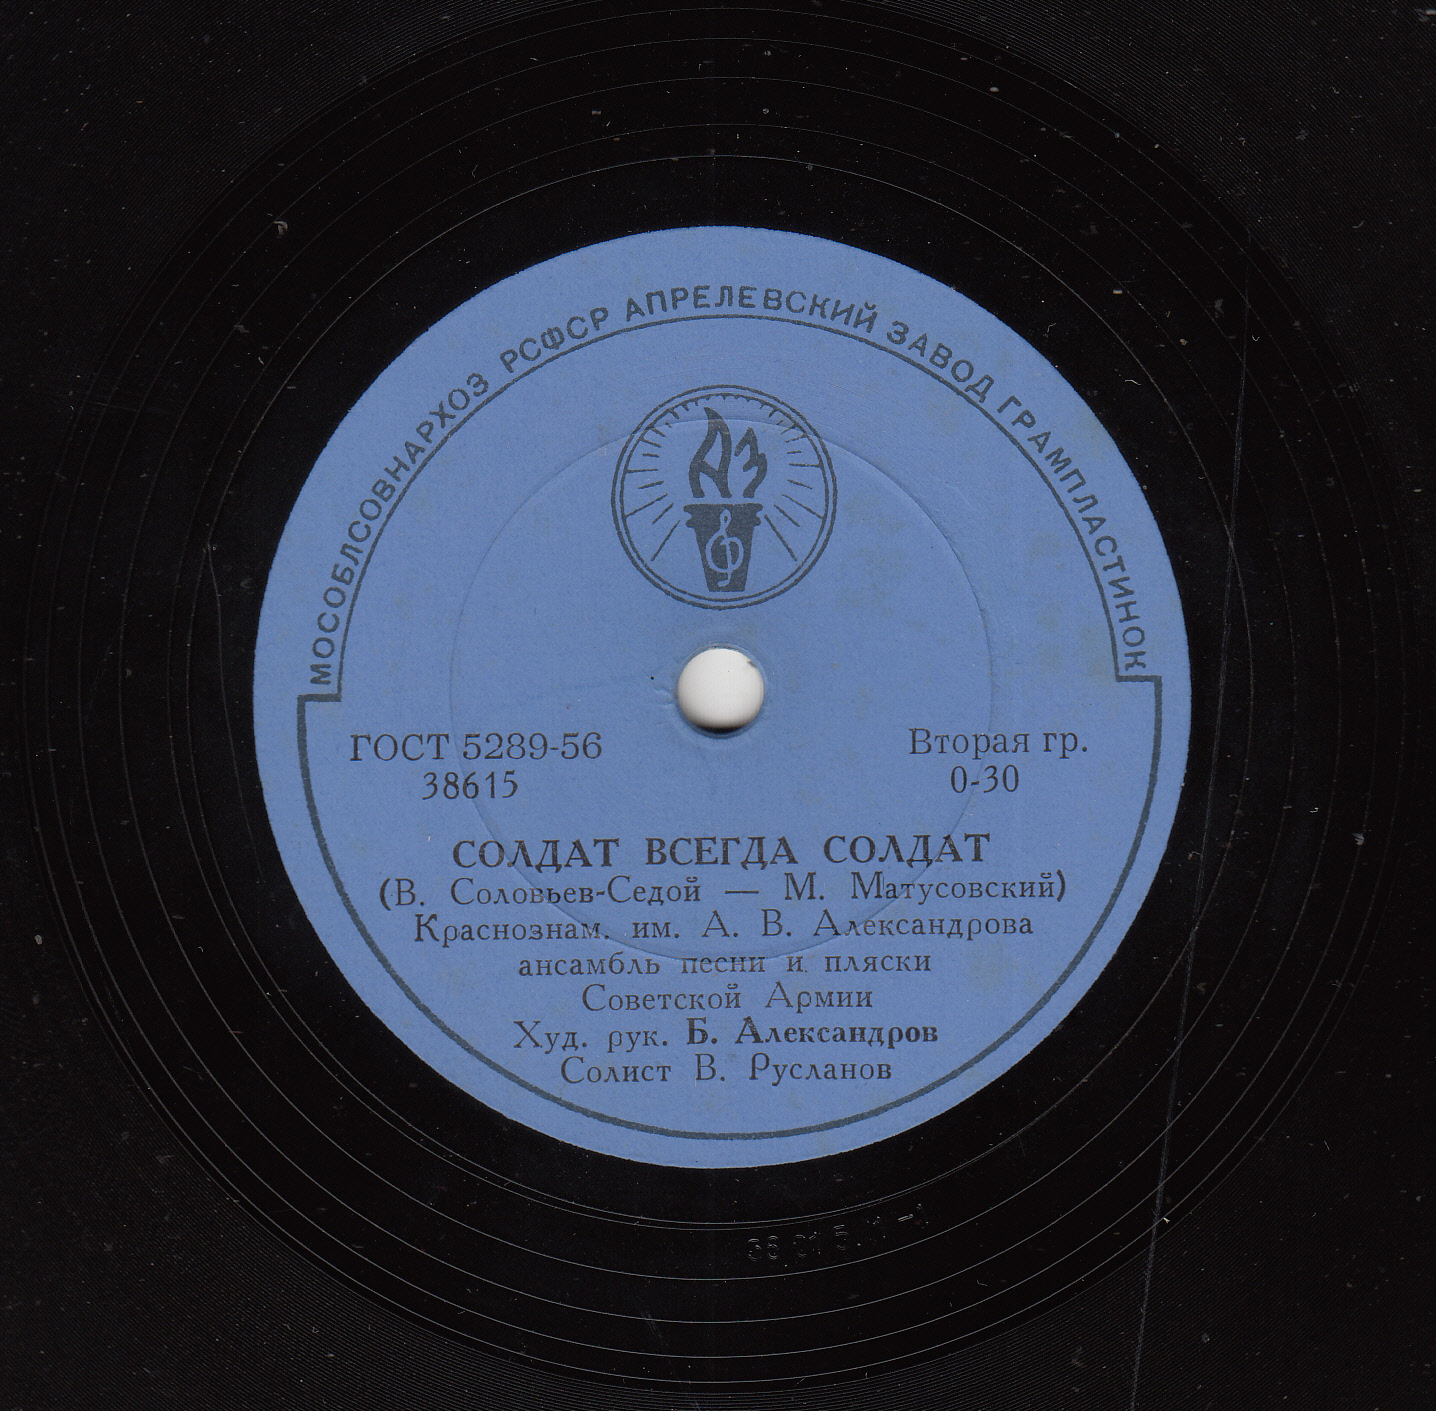 МОСОБЛСОВНАРХОЗ РСФСР АПРЕЛЕВСКИЙ ЗАВОД ГРАМПЛАСТИНОК
АЗ
ГОСТ 5289-56
38615
Вторая гр.
0-30
СОЛДАТ ВСЕГДА СОЛДАТ
(В. Соловьев-Седой — М. Матусовский)
Краснознам. им. А. В. Александрова
ансамбль песни и пляски
Советской Армии
Худ. рук. Б. Александров
Солист В. Русланов